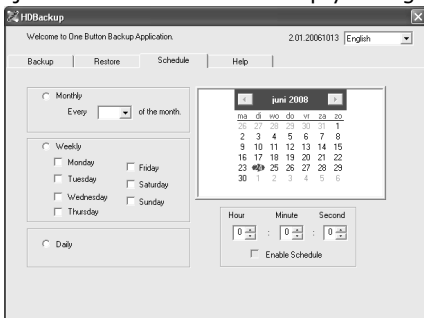 HDBackup
Welcome to One Button Backup Application.
2.01.20061013 English
Backup Restore Schedule Help
Monthly
Every of the month.
Weekly
Monday
Tuesday
Wednesday
Thursday
Friday
Saturday
Sunday
Daily
juni 2008
ma di wo do vr za zo
26 27 28 29 30 31 1
2 3 4 5 6 7 8
9 10 11 12 13 14 15
16 17 18 19 20 21 22
23 24 25 26 27 28 29
30 1 2 3 4 5 6
Hour Minute Second
0 : 0 : 0
Enable Schedule